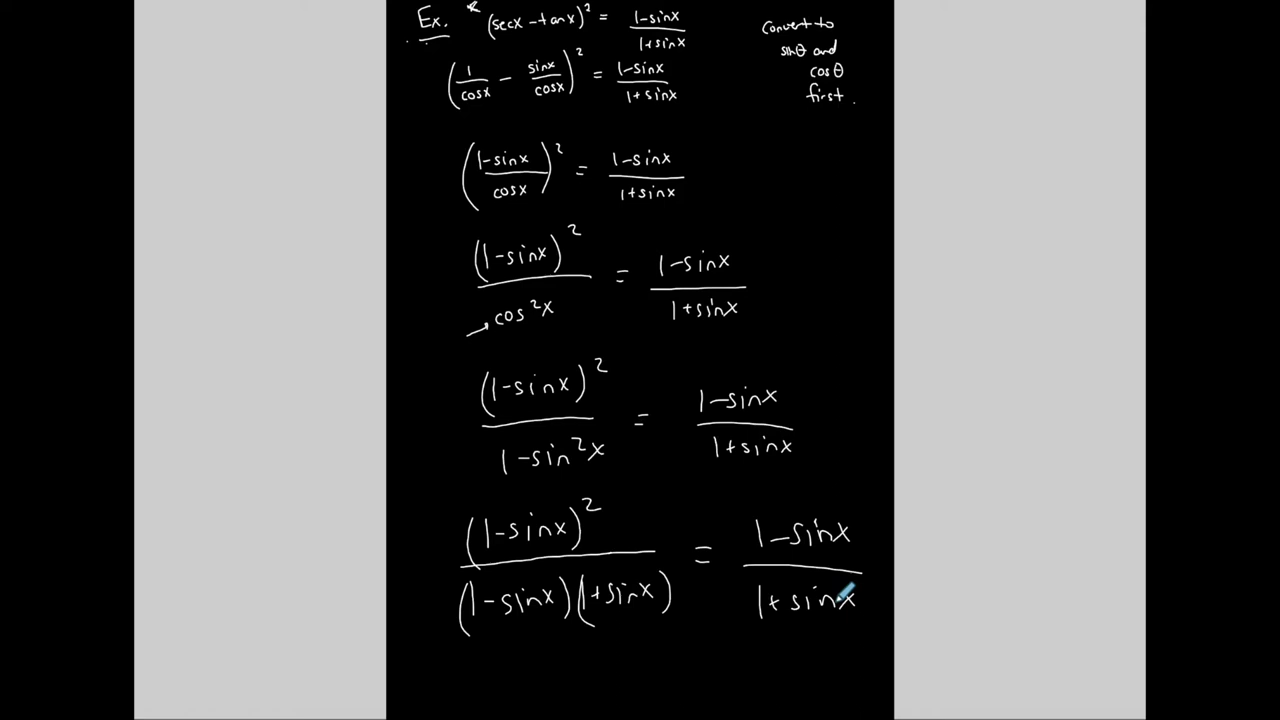 Ex. * (secx - tanx)² = (1-sinx)/(1+sinx)
convert to
sinθ and
cosθ
first.
(1/cosx - sinx/cosx)² = (1-sinx)/(1+sinx)
((1-sinx)/cosx)² = (1-sinx)/(1+sinx)
(1-sinx)²/cos²x = (1-sinx)/(1+sinx)
(1-sinx)²/(1-sin²x) = (1-sinx)/(1+sinx)
(1-sinx)²/((1-sinx)(1+sinx)) = (1-sinx)/(1+sinx)